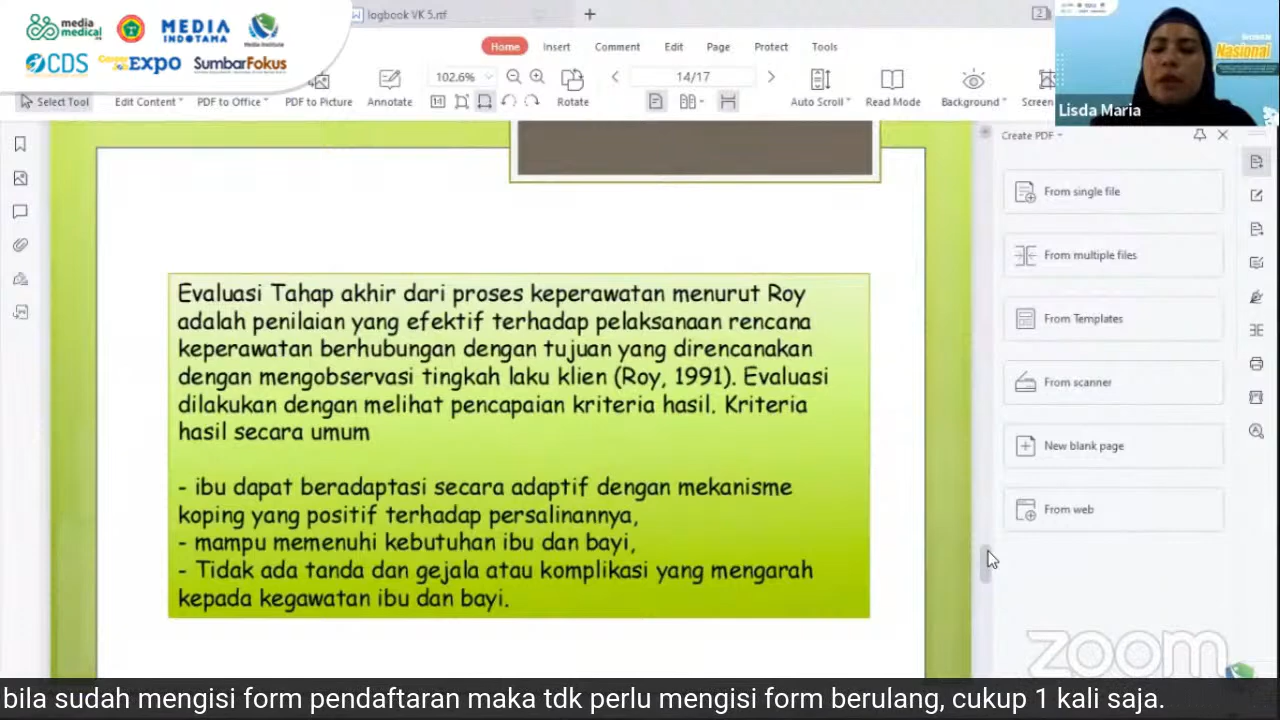 media
medical
MEDIA
INDOTAMA
Media Institute
CDS
Expo
SumbarFokus
logbook VK 5.rtf
2
Home
Insert
Comment
Edit
Page
Protect
Tools
102.6%
14/17
Select Tool
Edit Content
PDF to Office
PDF to Picture
Annotate
Rotate
Auto Scroll
Read Mode
Background
Screen
Nasional
Lisda Maria
Create PDF
From single file
From multiple files
From Templates
From scanner
New blank page
From web
Evaluasi Tahap akhir dari proses keperawatan menurut Roy
adalah penilaian yang efektif terhadap pelaksanaan rencana
keperawatan berhubungan dengan tujuan yang direncanakan
dengan mengobservasi tingkah laku klien (Roy, 1991). Evaluasi
dilakukan dengan melihat pencapaian kriteria hasil. Kriteria
hasil secara umum
- ibu dapat beradaptasi secara adaptif dengan mekanisme
koping yang positif terhadap persalinannya,
- mampu memenuhi kebutuhan ibu dan bayi,
- Tidak ada tanda dan gejala atau komplikasi yang mengarah
kepada kegawatan ibu dan bayi.
zoom
bila sudah mengisi form pendaftaran maka tdk perlu mengisi form berulang, cukup 1 kali saja.